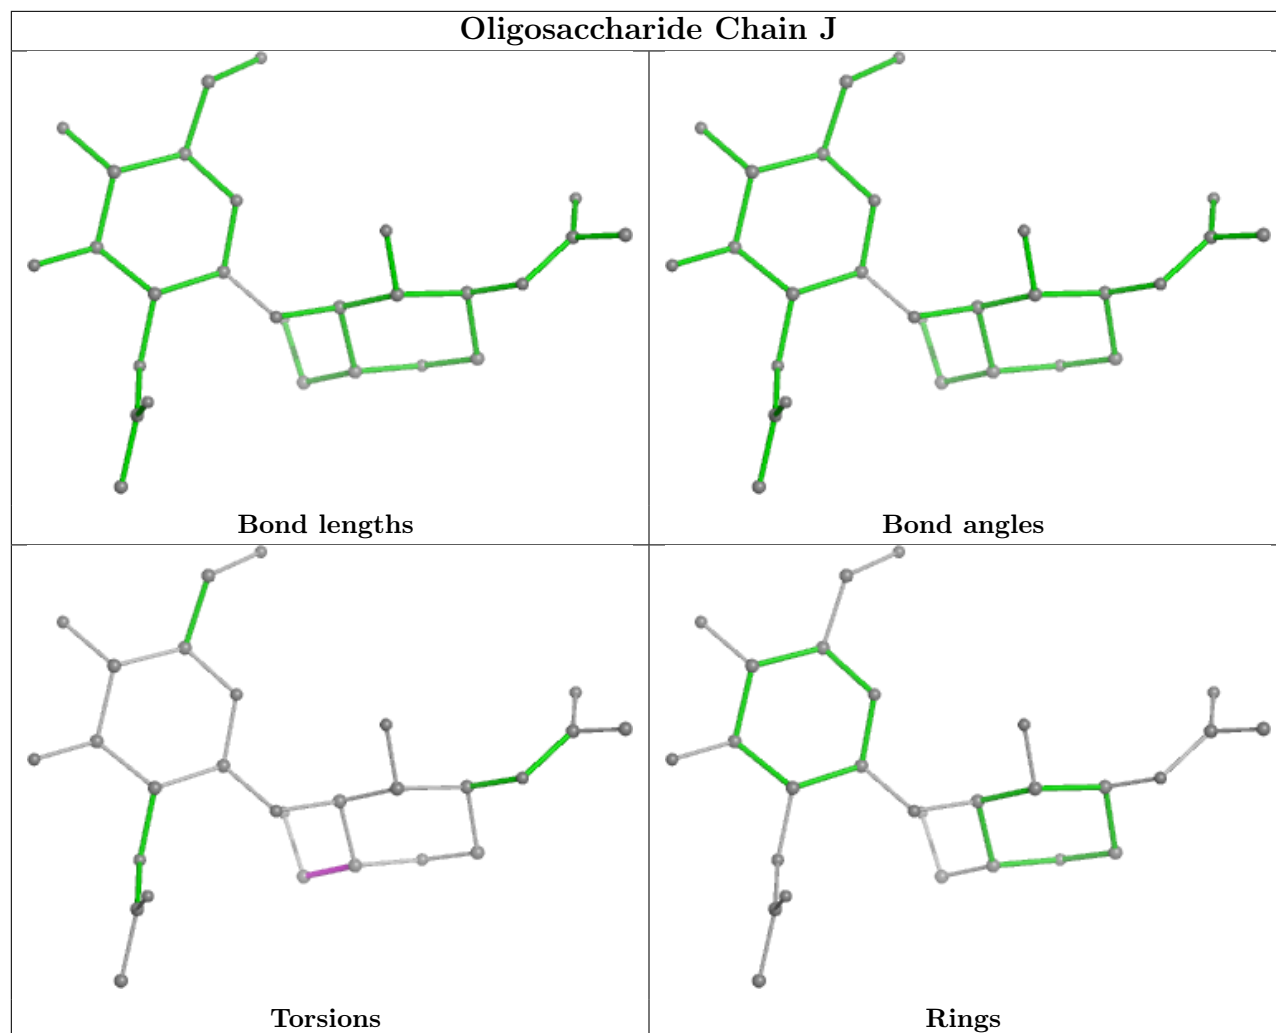 Oligosaccharide Chain J
Bond lengths
Bond angles
Torsions
Rings